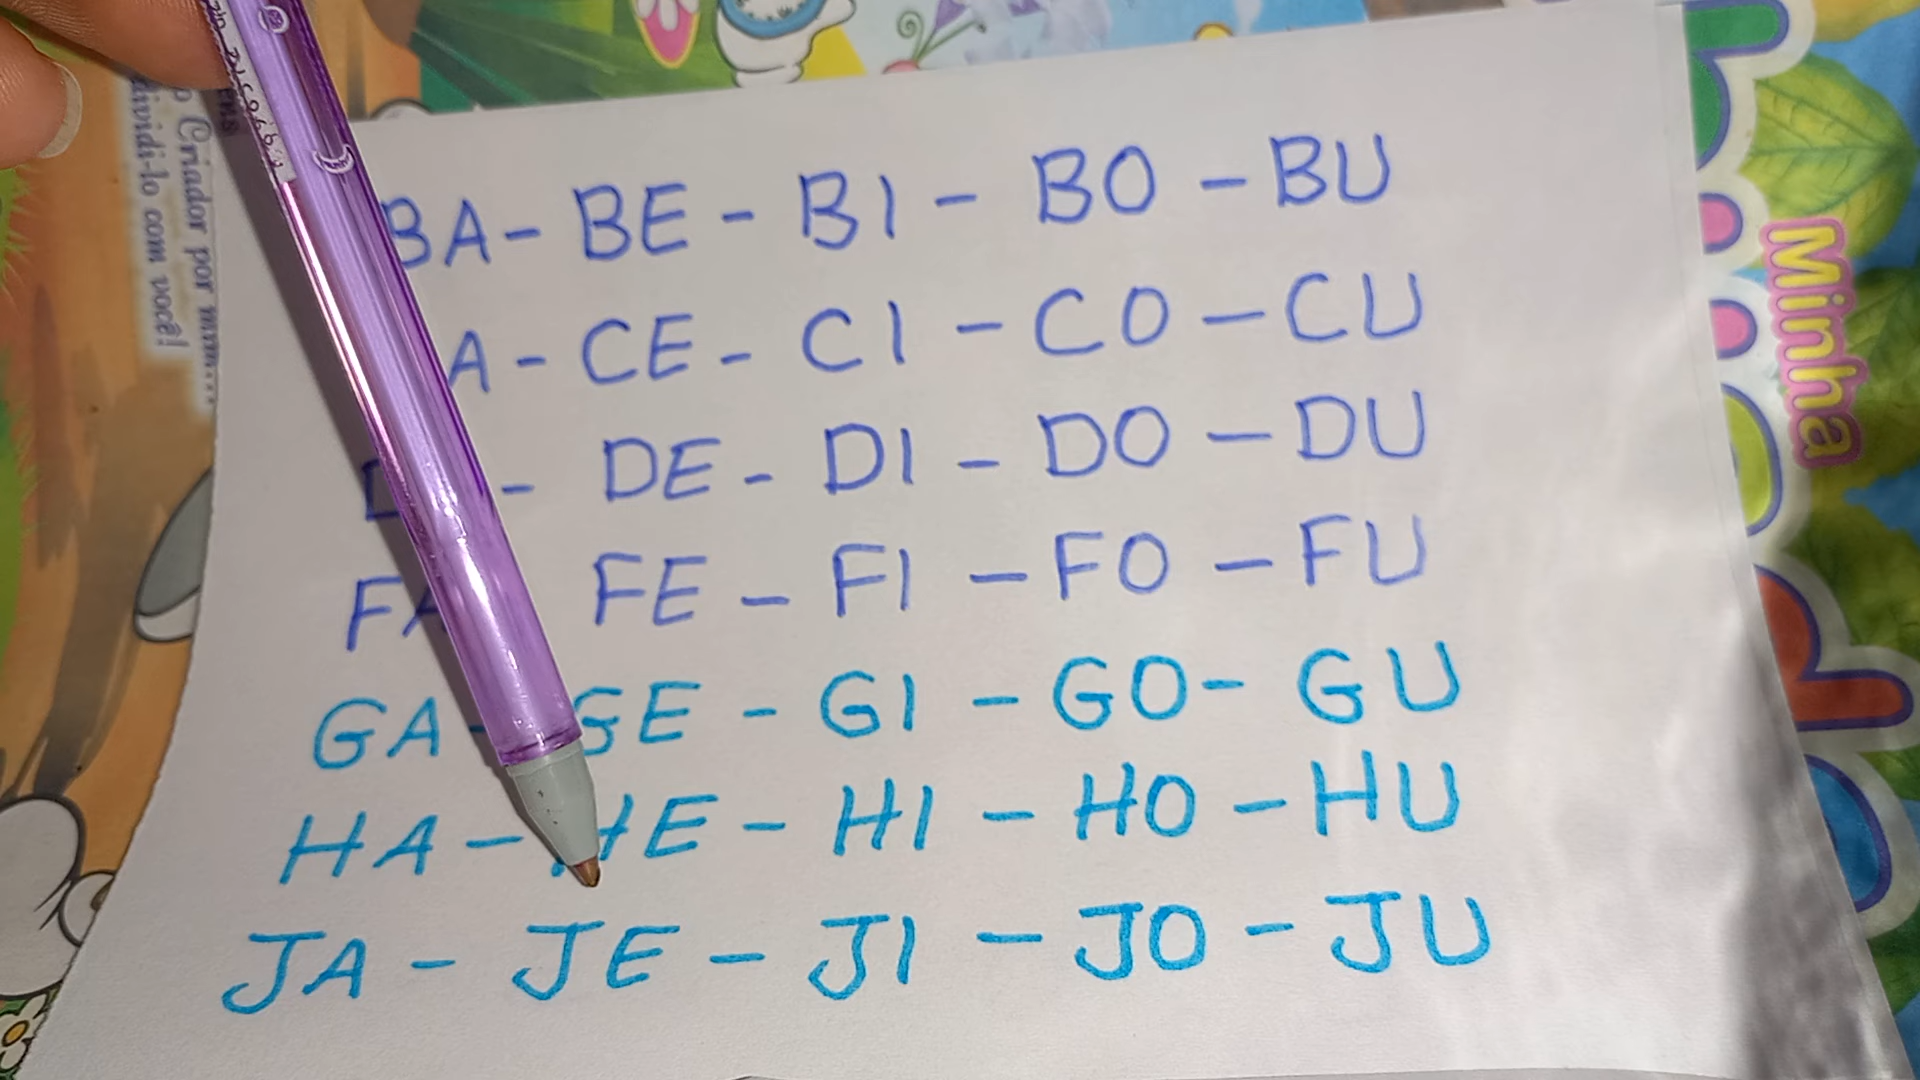 BA - BE - BI - BO - BU
A - CE - CI - CO - CU
- DE - DI - DO - DU
FA FE - FI - FO - FU
GA - GE - GI - GO - GU
HA - HE - HI - HO - HU
JA - JE - JI - JO - JU
Criador por mim...
dividi-lo com você!
Minha